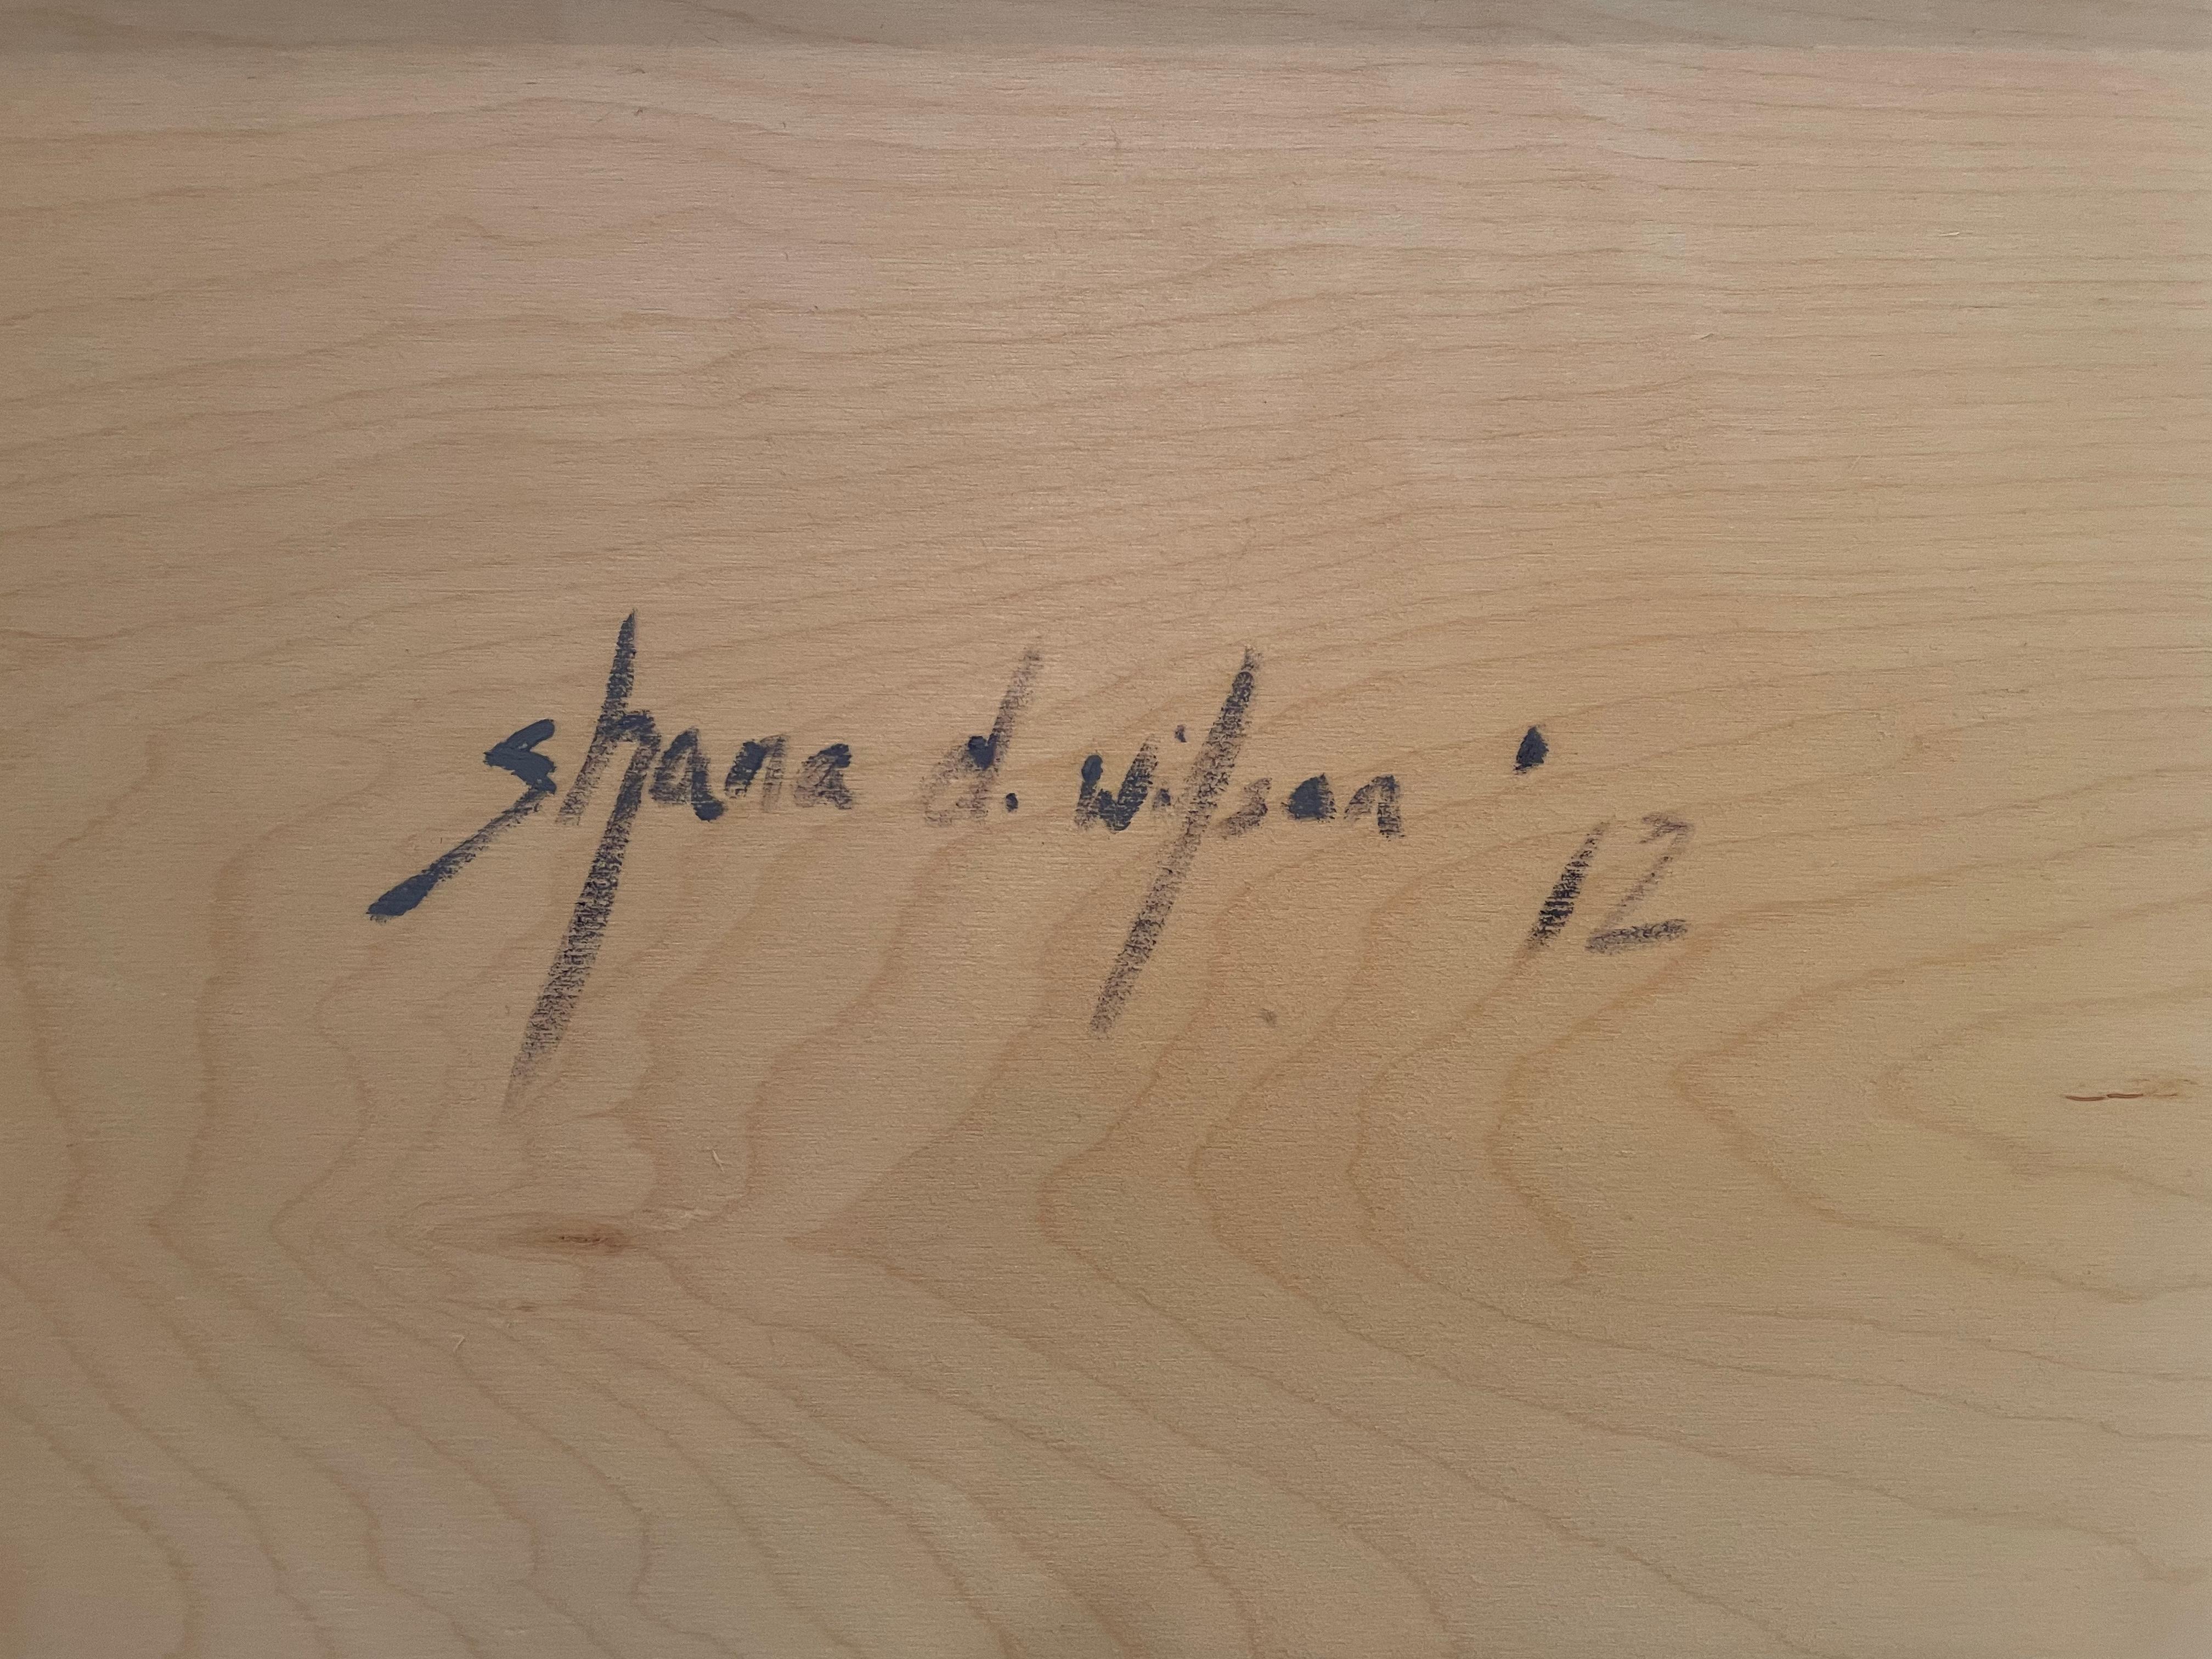 shana d. wilson '12